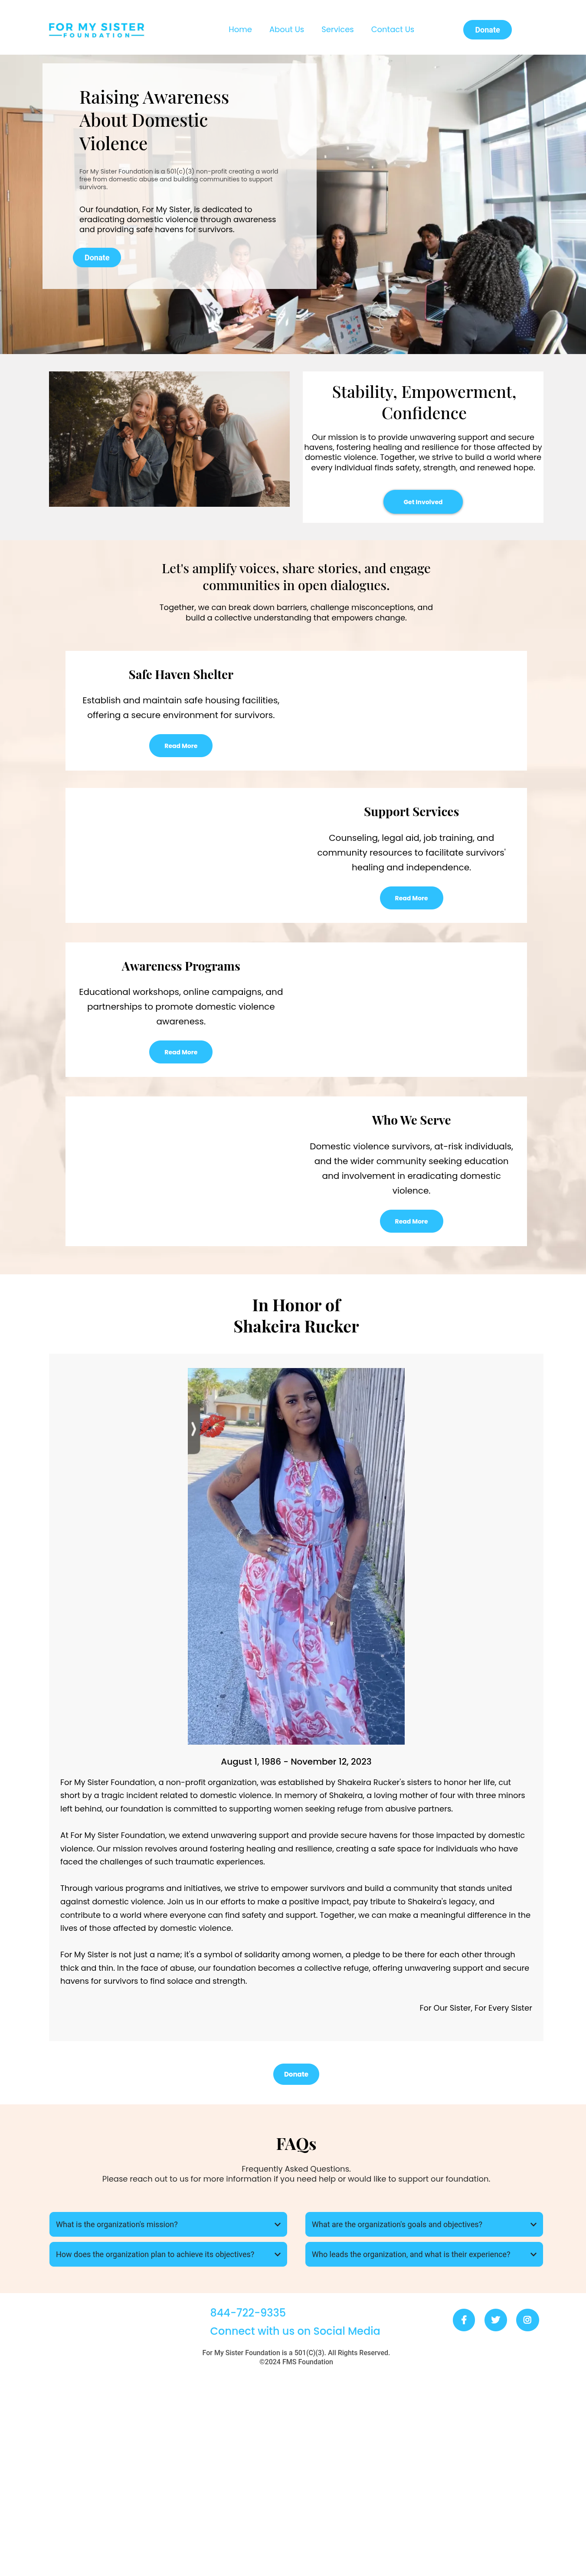 FOR MY SISTER
FOUNDATION
Home About Us Services Contact Us
Donate
Raising Awareness
About Domestic
Violence
For My Sister Foundation is a 501(c)(3) non-profit creating a world
free from domestic abuse and building communities to support
survivors.
Our foundation, For My Sister, is dedicated to
eradicating domestic violence through awareness
and providing safe havens for survivors.
Donate
Stability, Empowerment,
Confidence
Our mission is to provide unwavering support and secure
havens, fostering healing and resilience for those affected by
domestic violence. Together, we strive to build a world where
every individual finds safety, strength, and renewed hope.
Get Involved
Let's amplify voices, share stories, and engage
communities in open dialogues.
Together, we can break down barriers, challenge misconceptions, and
build a collective understanding that empowers change.
Safe Haven Shelter
Establish and maintain safe housing facilities,
offering a secure environment for survivors.
Read More
Support Services
Counseling, legal aid, job training, and
community resources to facilitate survivors'
healing and independence.
Read More
Awareness Programs
Educational workshops, online campaigns, and
partnerships to promote domestic violence
awareness.
Read More
Who We Serve
Domestic violence survivors, at-risk individuals,
and the wider community seeking education
and involvement in eradicating domestic
violence.
Read More
In Honor of
Shakeira Rucker
August 1, 1986 - November 12, 2023
For My Sister Foundation, a non-profit organization, was established by Shakeira Rucker's sisters to honor her life, cut
short by a tragic incident related to domestic violence. In memory of Shakeira, a loving mother of four with three minors
left behind, our foundation is committed to supporting women seeking refuge from abusive partners.
At For My Sister Foundation, we extend unwavering support and provide secure havens for those impacted by domestic
violence. Our mission revolves around fostering healing and resilience, creating a safe space for individuals who have
faced the challenges of such traumatic experiences.
Through various programs and initiatives, we strive to empower survivors and build a community that stands united
against domestic violence. Join us in our efforts to make a positive impact, pay tribute to Shakeira's legacy, and
contribute to a world where everyone can find safety and support. Together, we can make a meaningful difference in the
lives of those affected by domestic violence.
For My Sister is not just a name; it's a symbol of solidarity among women, a pledge to be there for each other through
thick and thin. In the face of abuse, our foundation becomes a collective refuge, offering unwavering support and secure
havens for survivors to find solace and strength.
For Our Sister, For Every Sister
Donate
FAQs
Frequently Asked Questions.
Please reach out to us for more information if you need help or would like to support our foundation.
What is the organization's mission?
What are the organization's goals and objectives?
How does the organization plan to achieve its objectives?
Who leads the organization, and what is their experience?
844-722-9335
Connect with us on Social Media
For My Sister Foundation is a 501(C)(3). All Rights Reserved.
©2024 FMS Foundation